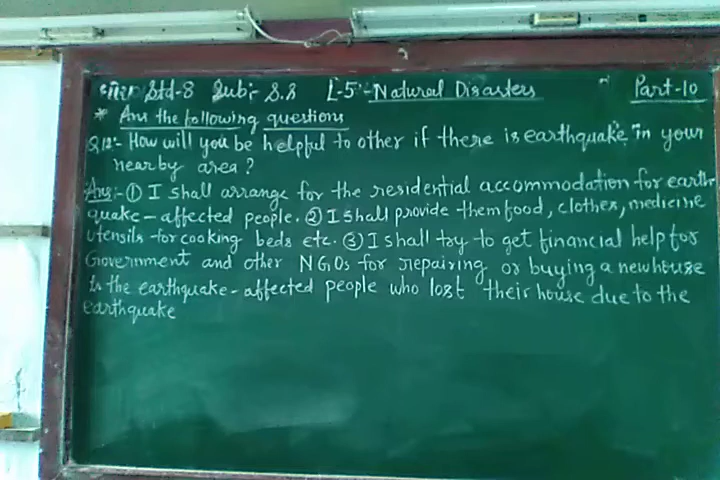 Std-8 Sub:- S.S L-5:- Natural Disasters Part-10
* Ans the following questions
Q12:- How will you be helpful to other if there is earthquake in your
nearby area?
Ans:- ① I shall arrange for the residential accommodation for earth-
quake-affected people. ② I shall provide them food, clothes, medicine
utensils for cooking beds etc. ③ I shall try to get financial help for
Government and other NGOs for repairing or buying a new house
to the earthquake-affected people who lost their house due to the
earthquake